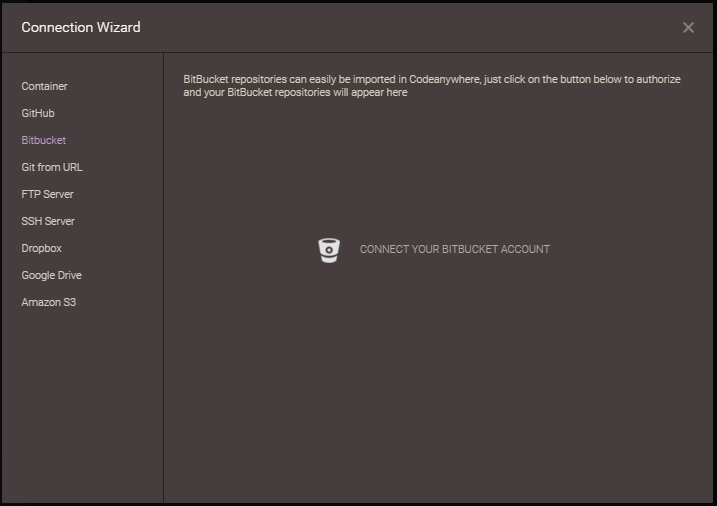 Connection Wizard
Container
GitHub
Bitbucket
Git from URL
FTP Server
SSH Server
Dropbox
Google Drive
Amazon S3
BitBucket repositories can easily be imported in Codeanywhere, just click on the button below to authorize
and your BitBucket repositories will appear here
CONNECT YOUR BITBUCKET ACCOUNT